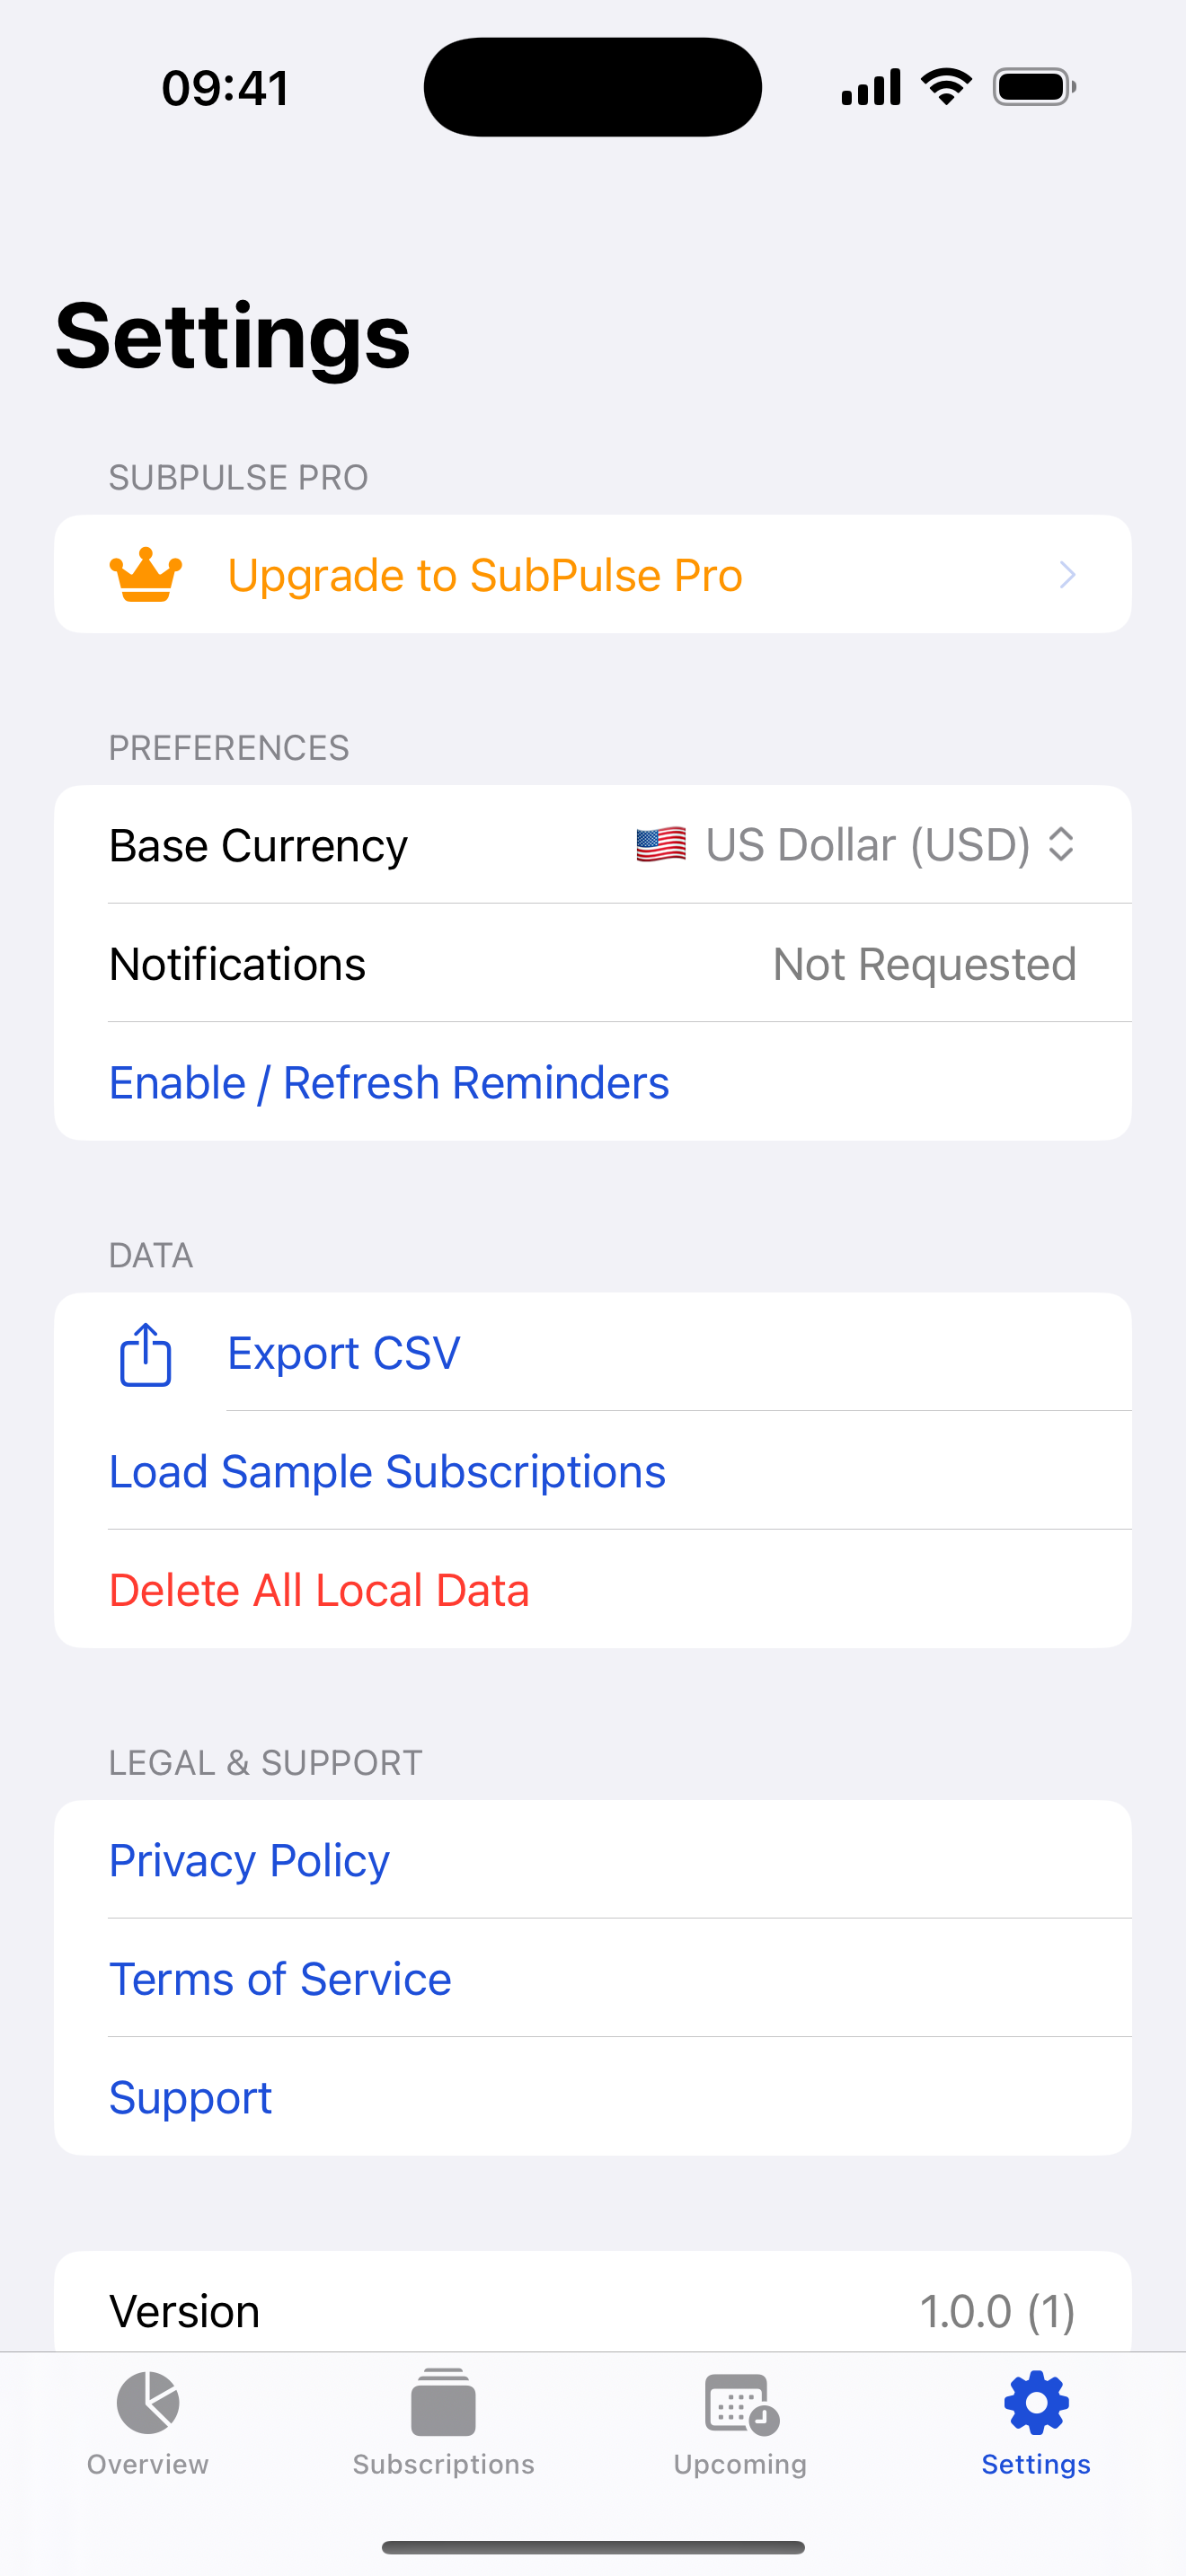 09:41
Settings
SUBPULSE PRO
Upgrade to SubPulse Pro
PREFERENCES
Base Currency 🇺🇸 US Dollar (USD)
Notifications Not Requested
Enable / Refresh Reminders
DATA
Export CSV
Load Sample Subscriptions
Delete All Local Data
LEGAL & SUPPORT
Privacy Policy
Terms of Service
Support
Version 1.0.0 (1)
Overview Subscriptions Upcoming Settings